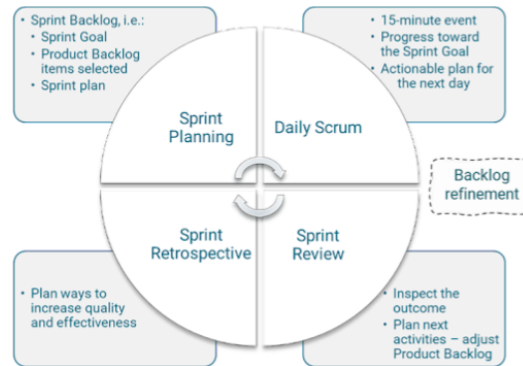 • Sprint Backlog, i.e.:
• Sprint Goal
• Product Backlog
items selected
• Sprint plan
• 15-minute event
• Progress toward
the Sprint Goal
• Actionable plan for
the next day
Sprint
Planning
Daily Scrum
Backlog
refinement
Sprint
Retrospective
Sprint
Review
• Plan ways to
increase quality
and effectiveness
• Inspect the
outcome
• Plan next
activities – adjust
Product Backlog